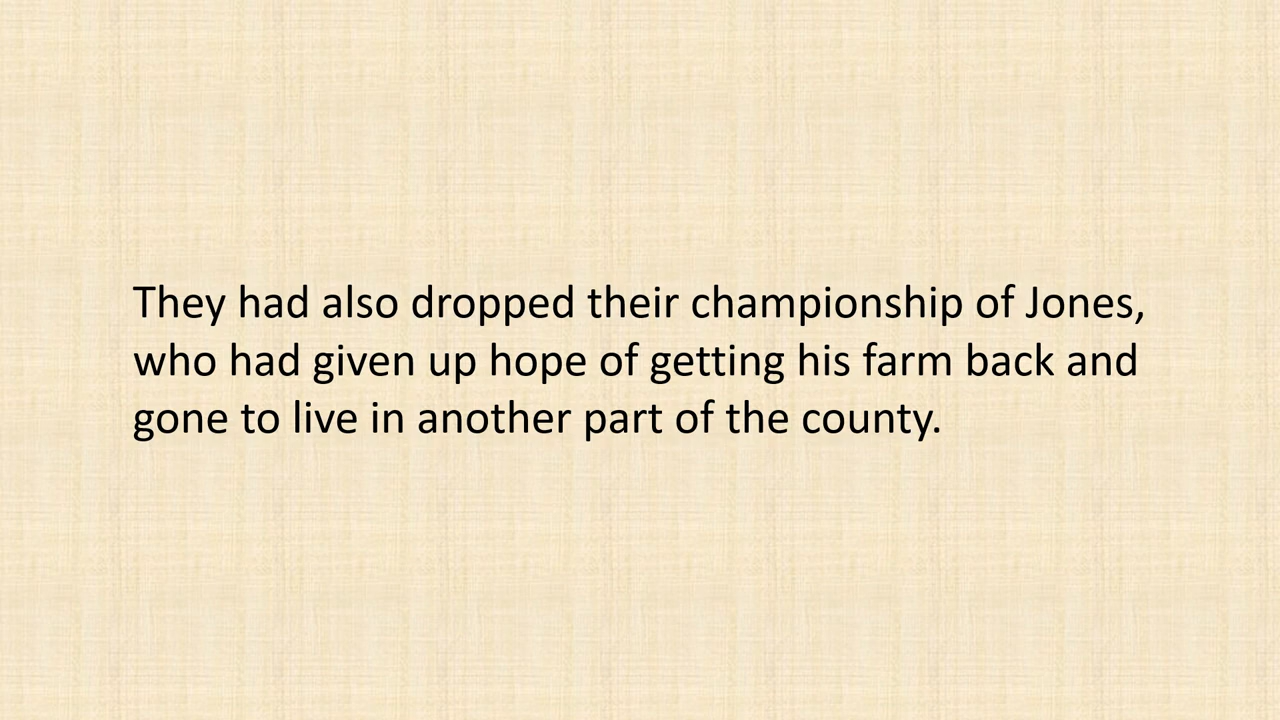 They had also dropped their championship of Jones,
who had given up hope of getting his farm back and
gone to live in another part of the county.